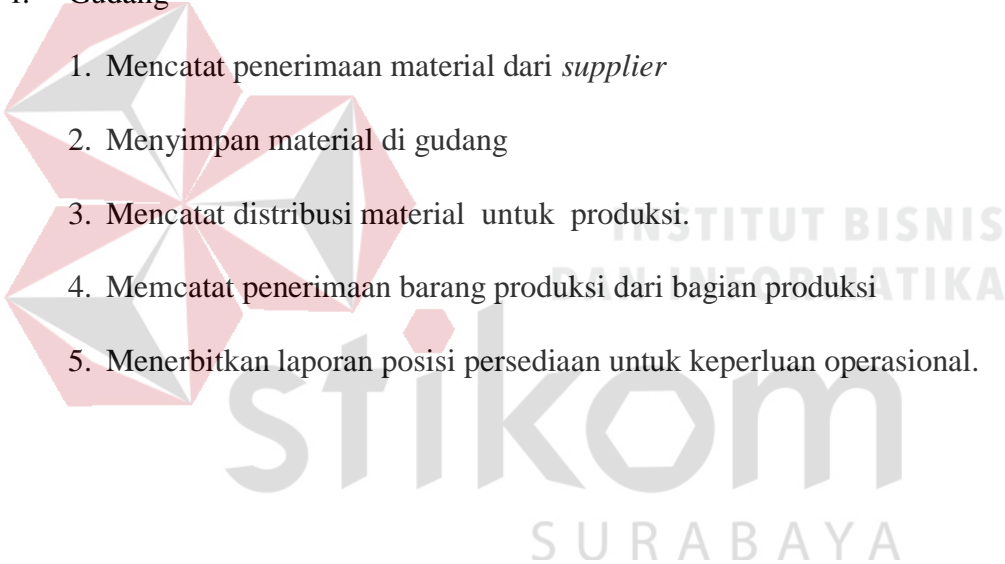 Gudang
1. Mencatat penerimaan material dari supplier
2. Menyimpan material di gudang
3. Mencatat distribusi material untuk produksi.
INSTITUT BISNIS
DAN INFORMATIKA
4. Memcatat penerimaan barang produksi dari bagian produksi
5. Menerbitkan laporan posisi persediaan untuk keperluan operasional.
stikom
SURABAYA